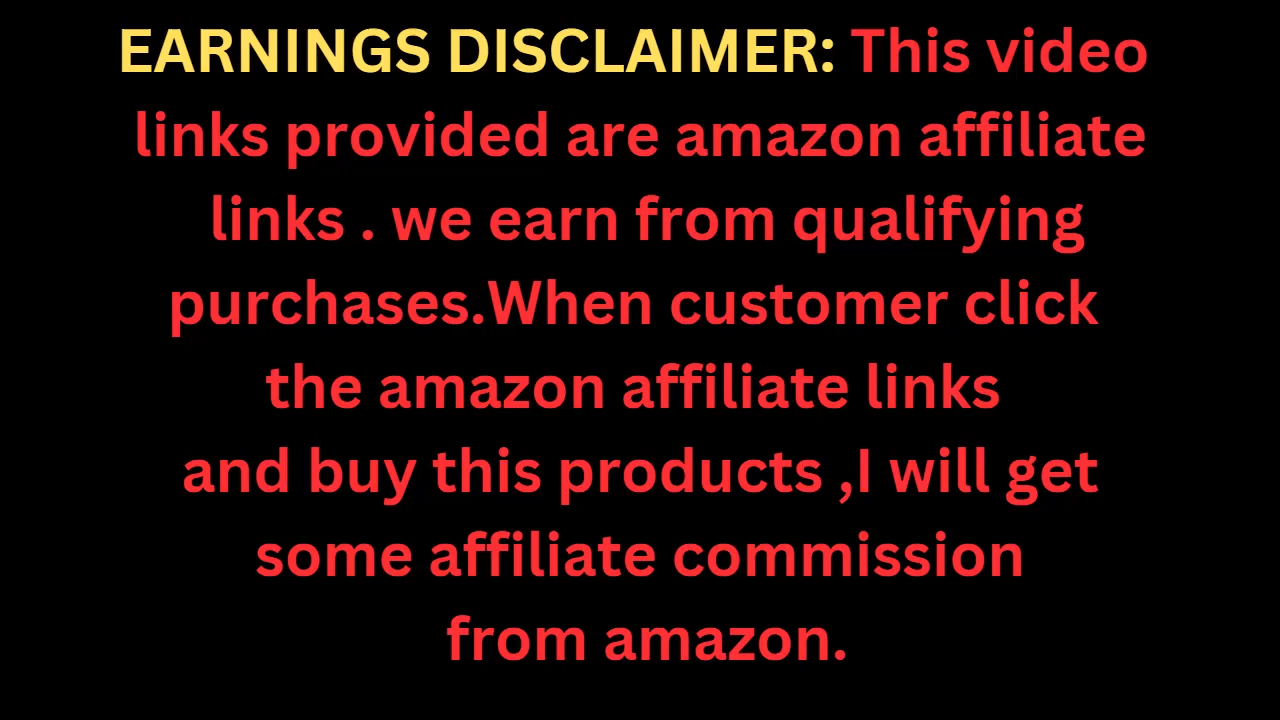 EARNINGS DISCLAIMER: This video
links provided are amazon affiliate
links . we earn from qualifying
purchases.When customer click
the amazon affiliate links
and buy this products ,I will get
some affiliate commission
from amazon.